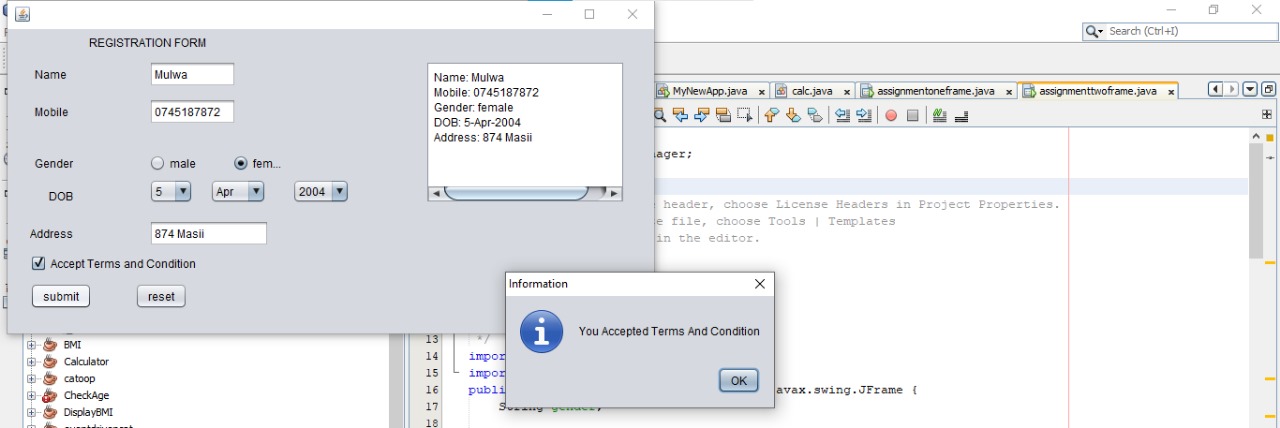 REGISTRATION FORM
Name
Mulwa
Mobile
0745187872
Gender
male
fem...
DOB
5
Apr
2004
Address
874 Masii
Accept Terms and Condition
submit
reset
Name: Mulwa
Mobile: 0745187872
Gender: female
DOB: 5-Apr-2004
Address: 874 Masii
Search (Ctrl+I)
MyNewApp.java x
calc.java x
assignmentoneframe.java x
assignmenttwoframe.java x
ager;
header, choose License Headers in Project Properties.
file, choose Tools | Templates
in the editor.
Information
You Accepted Terms And Condition
OK
BMI
Calculator
catoop
CheckAge
DisplayBMI
13 */
14 impor
15 impor
16 publ avax.swing.JFrame {
17 String gender;
18